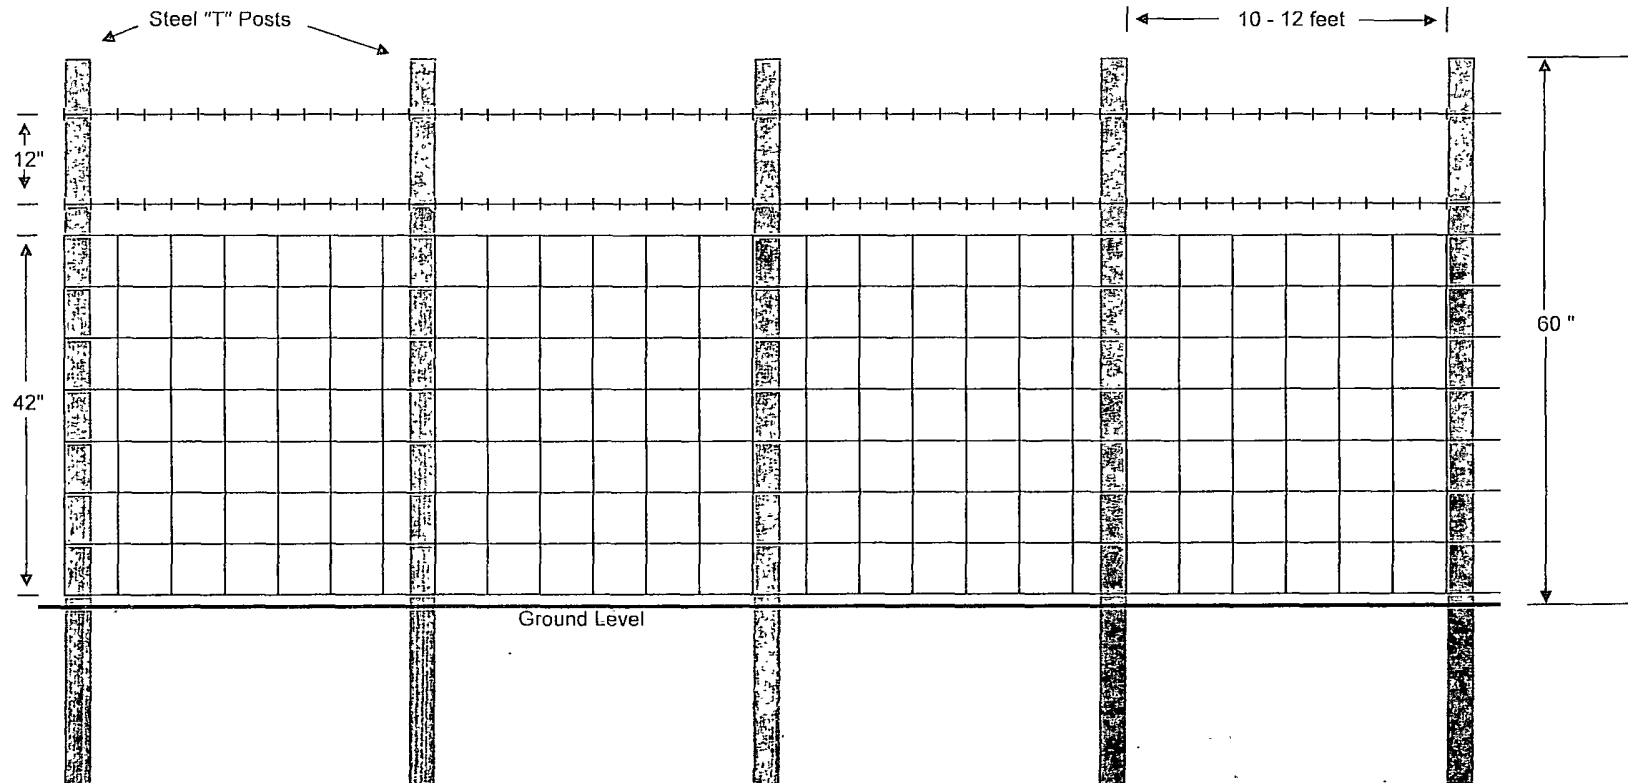 Steel "T" Posts
10 - 12 feet
12"
42"
60 "
Ground Level